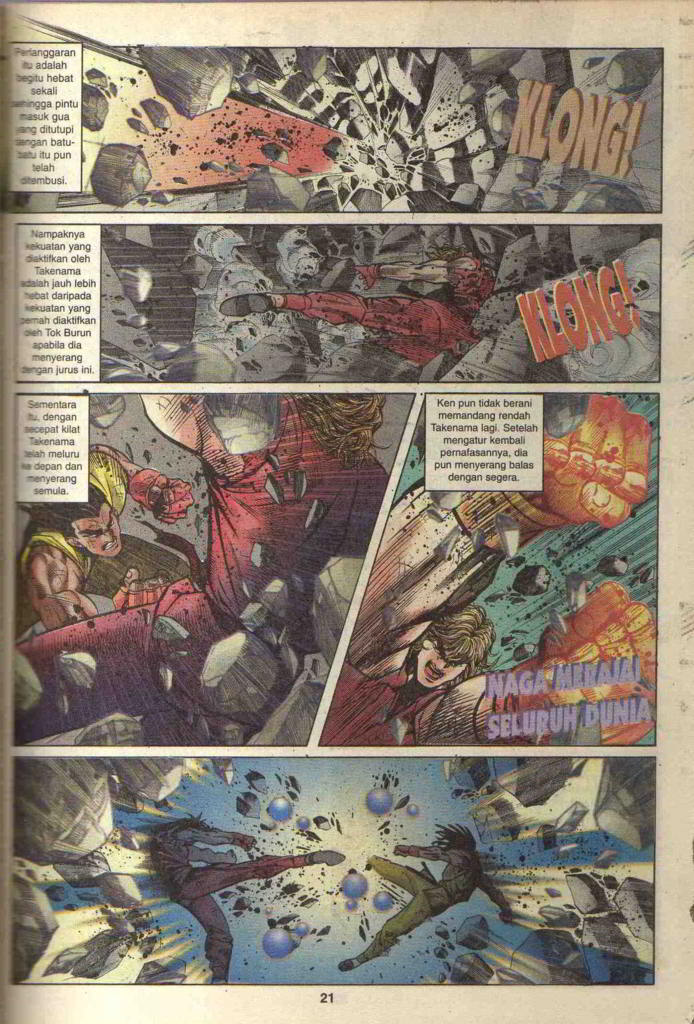 Perlanggaran
itu adalah
begitu hebat
sekali
sehingga pintu
masuk gua
yang ditutupi
dengan batu-
batu itu pun
telah
ditembusi.
KLONG!
Nampaknya
kekuatan yang
diaktifkan oleh
Takenama
adalah jauh lebih
hebat daripada
kekuatan yang
pernah diaktifkan
oleh Tok Burun
apabila dia
menyerang
dengan jurus ini.
KLONG!
Sementara
itu, dengan
secepat kilat
Takenama
telah meluru
ke depan dan
menyerang
semula.
Ken pun tidak berani
memandang rendah
Takenama lagi. Setelah
mengatur kembali
pernafasannya, dia
pun menyerang balas
dengan segera.
NAGA MERAJAI
SELURUH DUNIA
21